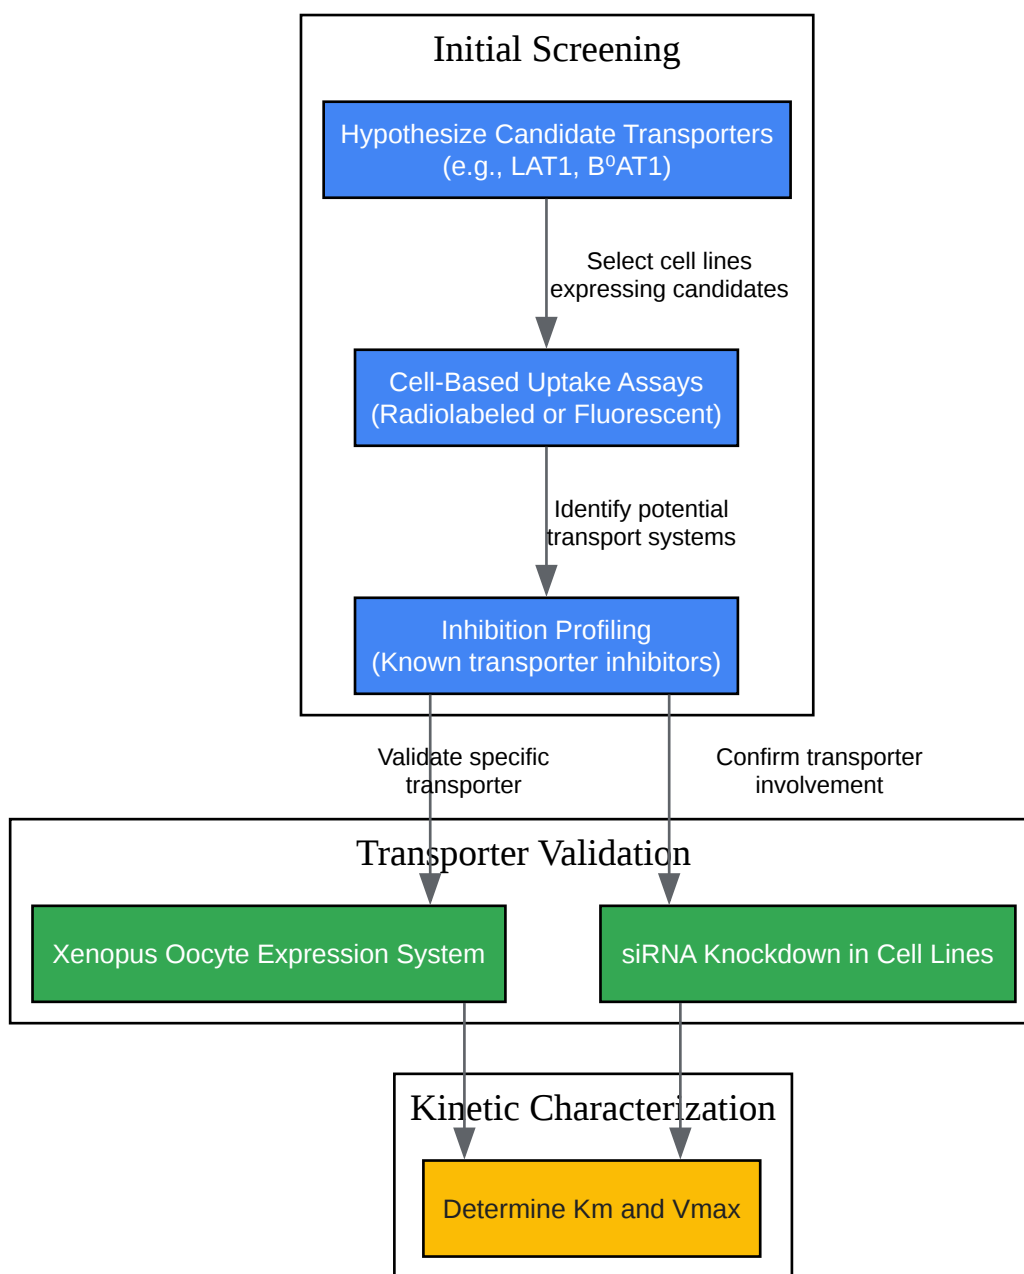 Initial Screening
Hypothesize Candidate Transporters
(e.g., LAT1, B⁰AT1)
Select cell lines
expressing candidates
Cell-Based Uptake Assays
(Radiolabeled or Fluorescent)
Identify potential
transport systems
Inhibition Profiling
(Known transporter inhibitors)
Validate specific
transporter
Confirm transporter
involvement
Transporter Validation
Xenopus Oocyte Expression System
siRNA Knockdown in Cell Lines
Kinetic Characterization
Determine Km and Vmax